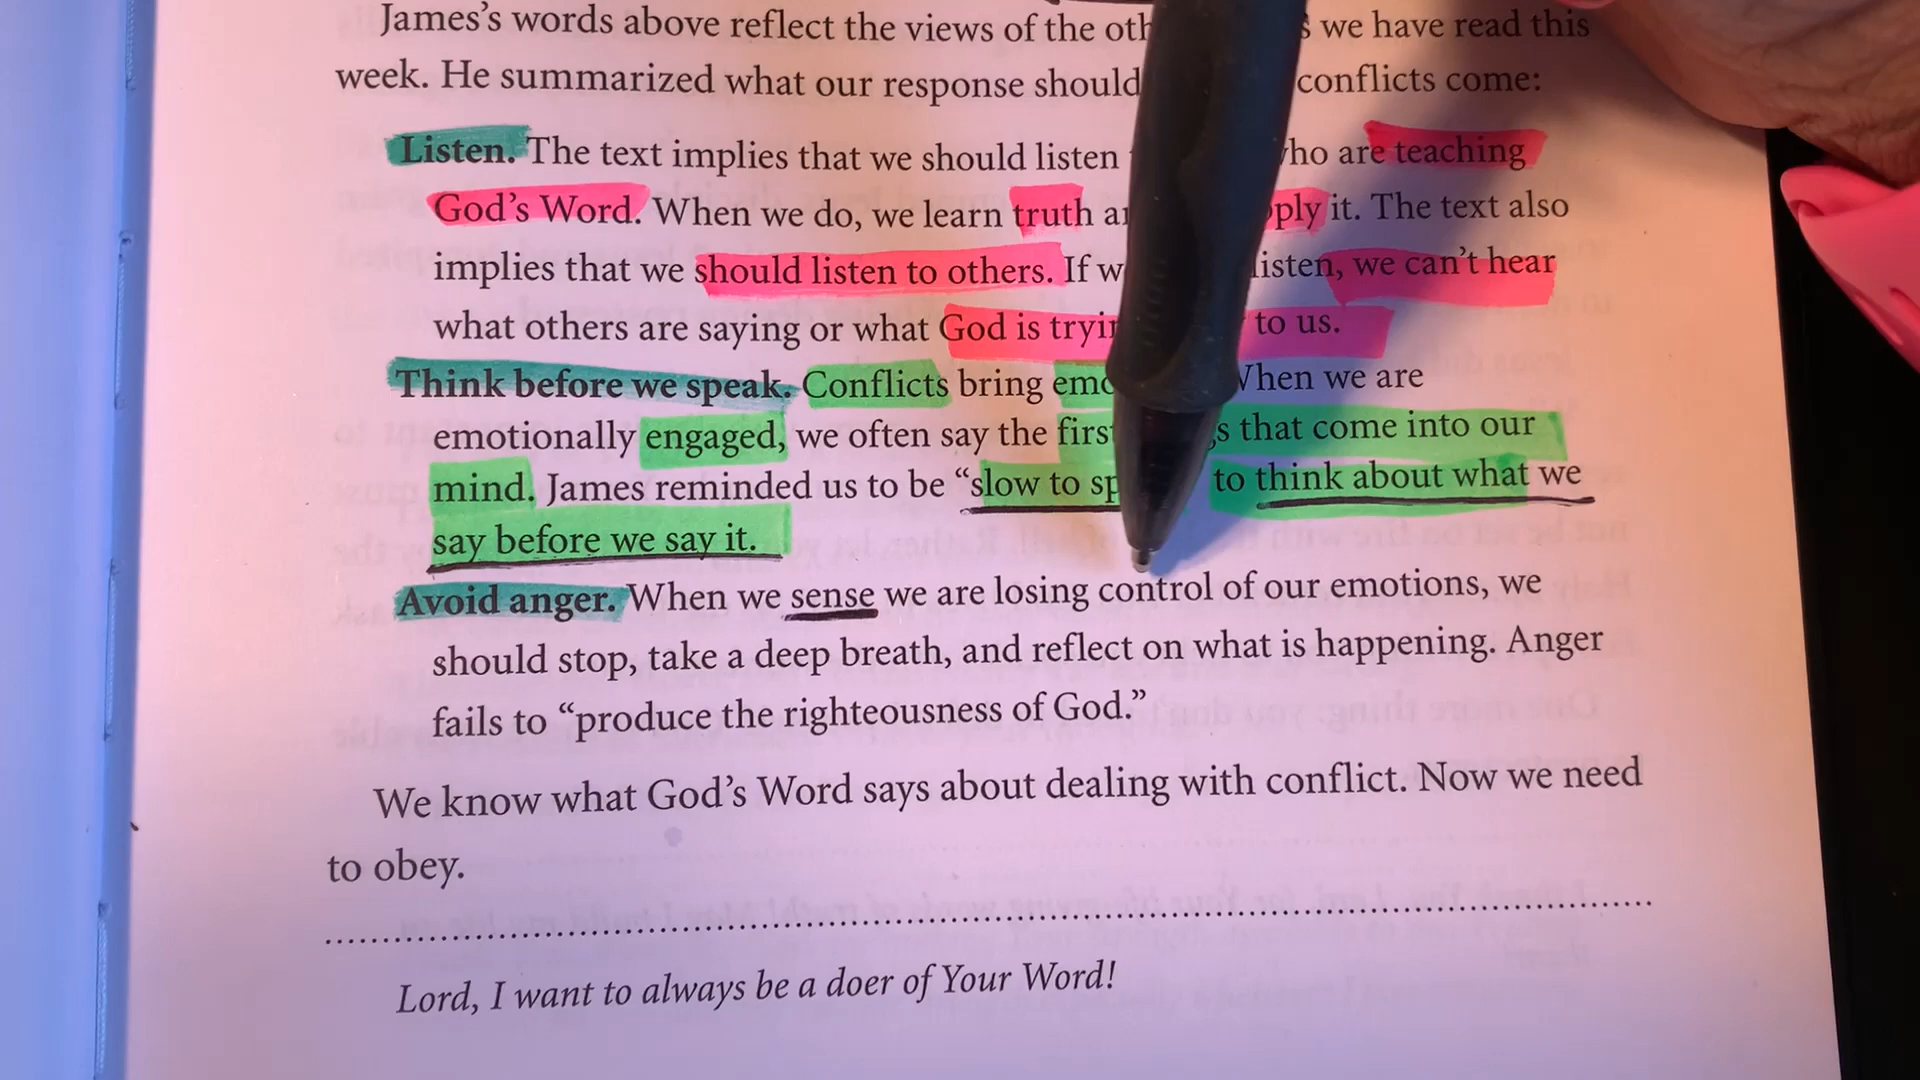 James’s words above reflect the views of the we have read this
week. He summarized what our response should conflicts come:
Listen. The text implies that we should listen who are teaching
God’s Word. When we do, we learn truth it. The text also
implies that we should listen to others. If listen, we can’t hear
what others are saying or what God is to us.
Think before we speak. Conflicts bring When we are
emotionally engaged, we often say the first that come into our
mind. James reminded us to be “slow to to think about what we
say before we say it.
Avoid anger. When we sense we are losing control of our emotions, we
should stop, take a deep breath, and reflect on what is happening. Anger
fails to “produce the righteousness of God.”
We know what God’s Word says about dealing with conflict. Now we need
to obey.
Lord, I want to always be a doer of Your Word!